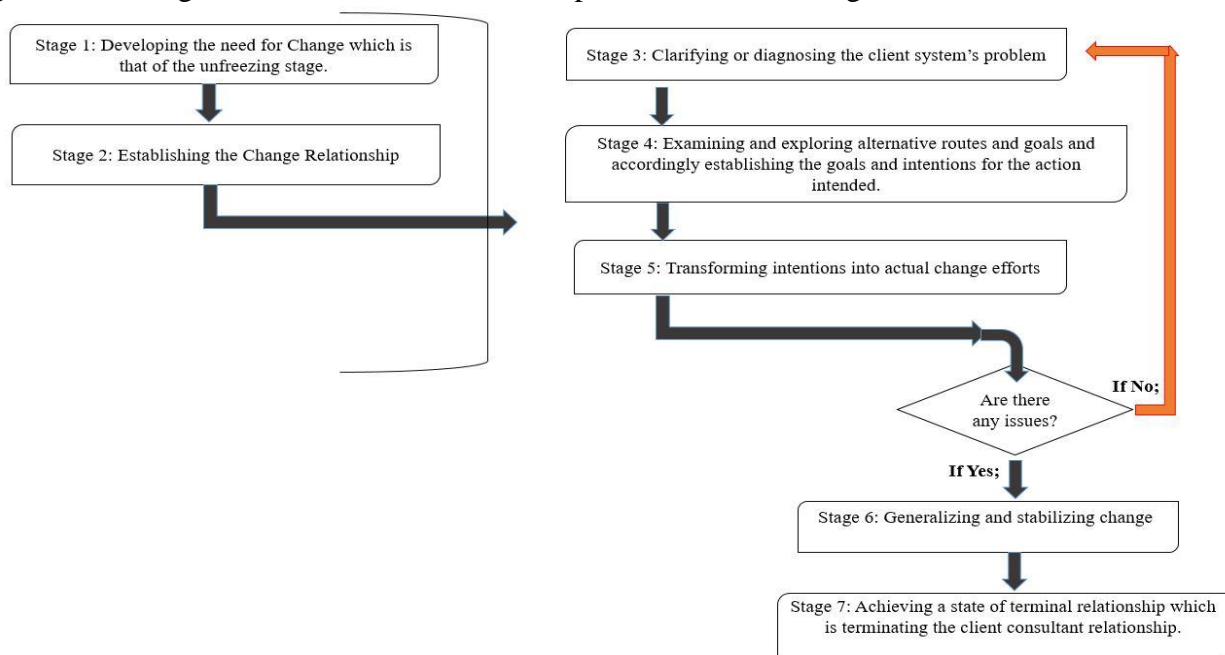 Stage 1: Developing the need for Change which is
that of the unfreezing stage.
Stage 2: Establishing the Change Relationship
Stage 3: Clarifying or diagnosing the client system's problem
Stage 4: Examining and exploring alternative routes and goals and
accordingly establishing the goals and intentions for the action
intended.
Stage 5: Transforming intentions into actual change efforts
Are there
any issues?
If No;
If Yes;
Stage 6: Generalizing and stabilizing change
Stage 7: Achieving a state of terminal relationship which
is terminating the client consultant relationship.